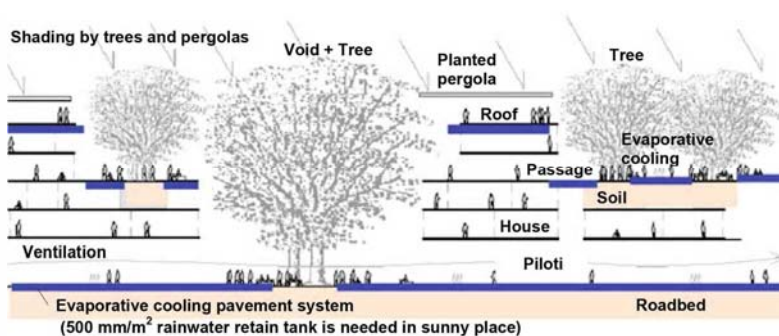 Shading by trees and pergolas
Void + Tree
Planted
pergola
Tree
Roof
Evaporative
cooling
Passage
Soil
House
Ventilation
Piloti
Evaporative cooling pavement system
Roadbed
(500 mm/m² rainwater retain tank is needed in sunny place)